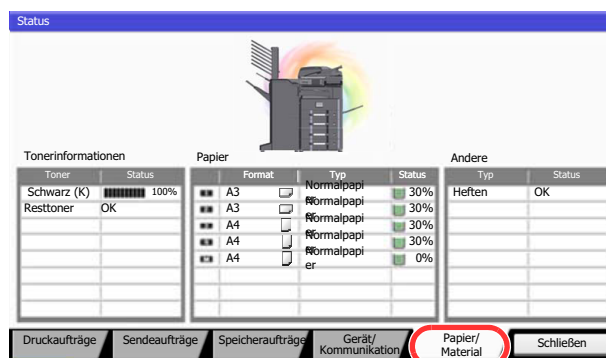 Status
Tonerinformationen
Papier
Andere
Toner Status
Format Typ Status
Typ Status
Schwarz (K) 100%
A3 Normalpapier 30%
Heften OK
Resttoner OK
A3 Normalpapier 30%
A4 Normalpapier 30%
A4 Normalpapier 30%
A4 Normalpapier 0%
Druckaufträge
Sendeaufträge
Speicheraufträge
Gerät/
Kommunikation
Papier/
Material
Schließen